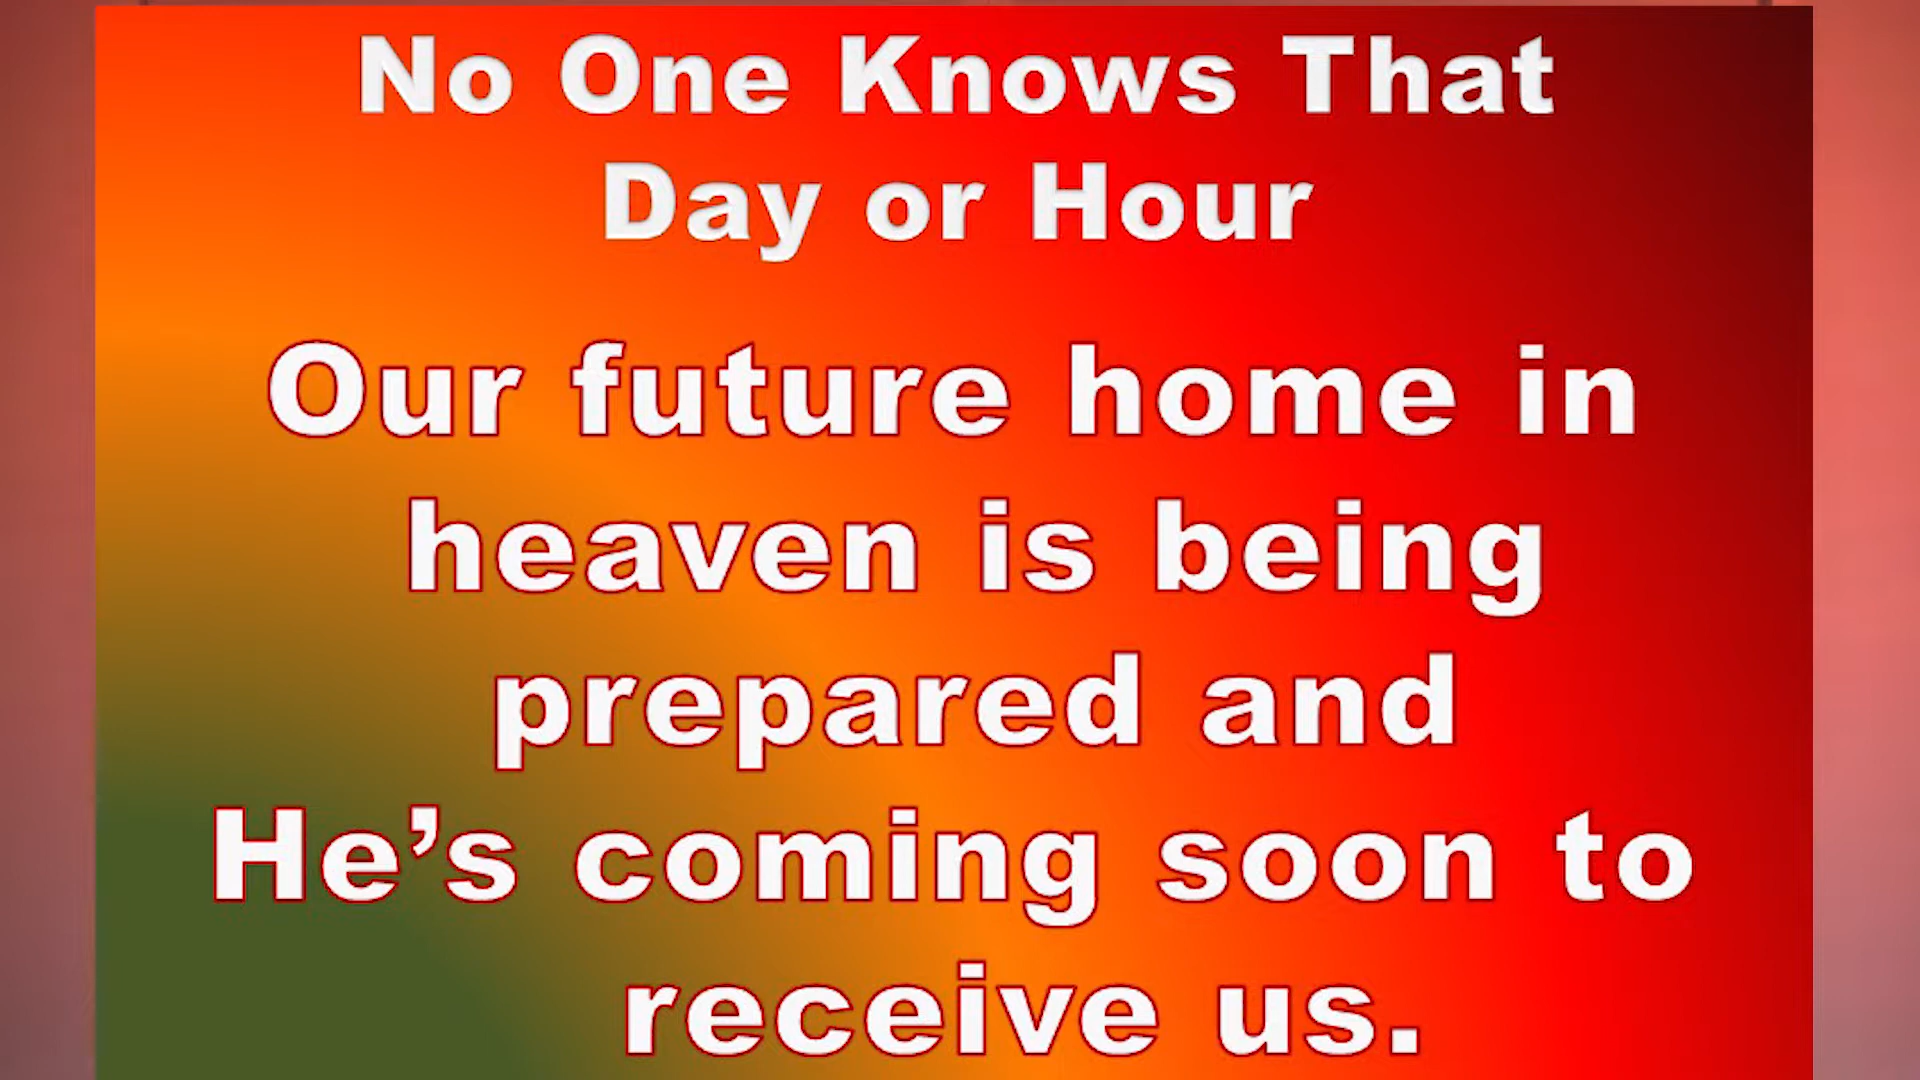 No One Knows That
Day or Hour
Our future home in
heaven is being
prepared and
He’s coming soon to
receive us.